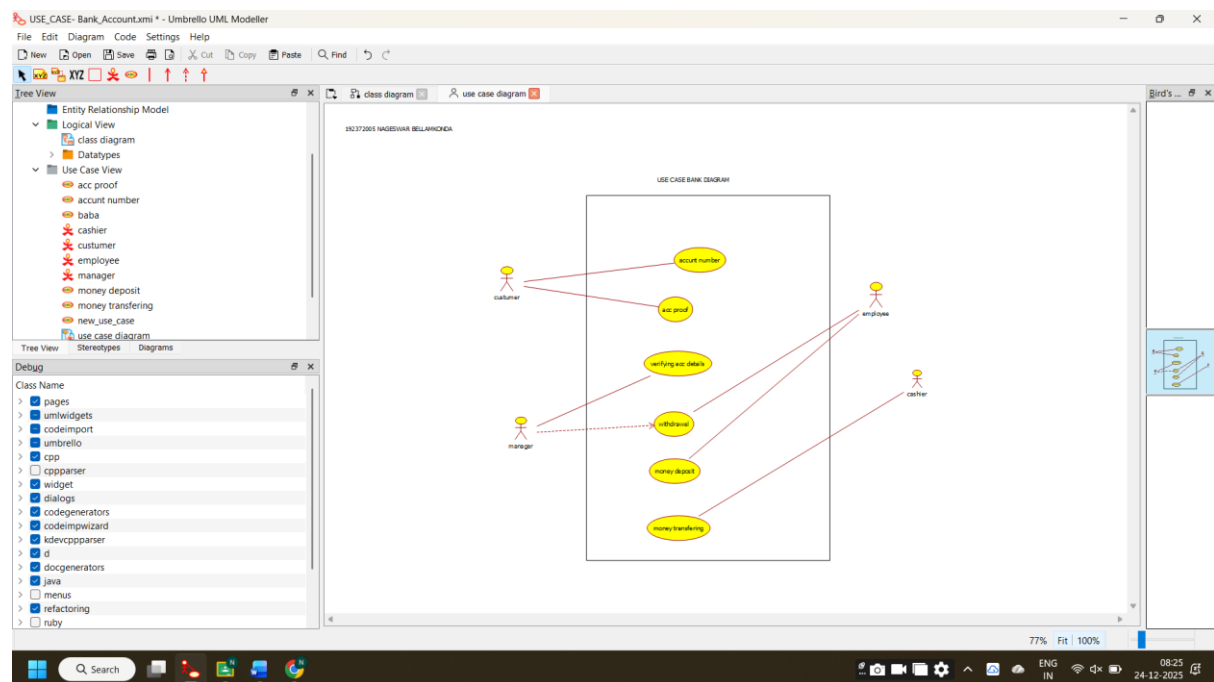 USE_CASE- Bank_Account.xmi * - Umbrello UML Modeller
File Edit Diagram Code Settings Help
New Open Save Cut Copy Paste Find
XYZ XYZ
Tree View
class diagram use case diagram
Bird's ...
Entity Relationship Model
Logical View
class diagram
Datatypes
Use Case View
acc proof
accunt number
baba
cashier
custumer
employee
manager
money deposit
money transfering
new_use_case
use case diagram
Tree View Stereotypes Diagrams
Debug
Class Name
pages
umlwidgets
codeimport
umbrello
cpp
cppparser
widget
dialogs
codegenerators
codeimpwizard
kdevcppparser
d
docgenerators
java
menus
refactoring
ruby
192372005 NAGESWAR BELLAMKONDA
USE CASE BANK DIAGRAM
accunt number
custumer
acc proof
employee
verifying acc details
cashier
withdrawal
manager
money deposit
money transfering
77% Fit 100%
Search
ENG
IN
08:25
24-12-2025